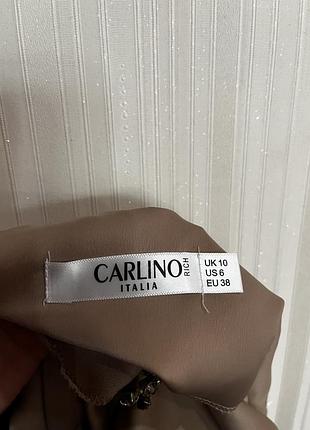 CARLINO RICH
ITALIA
UK 10
US 6
EU 38